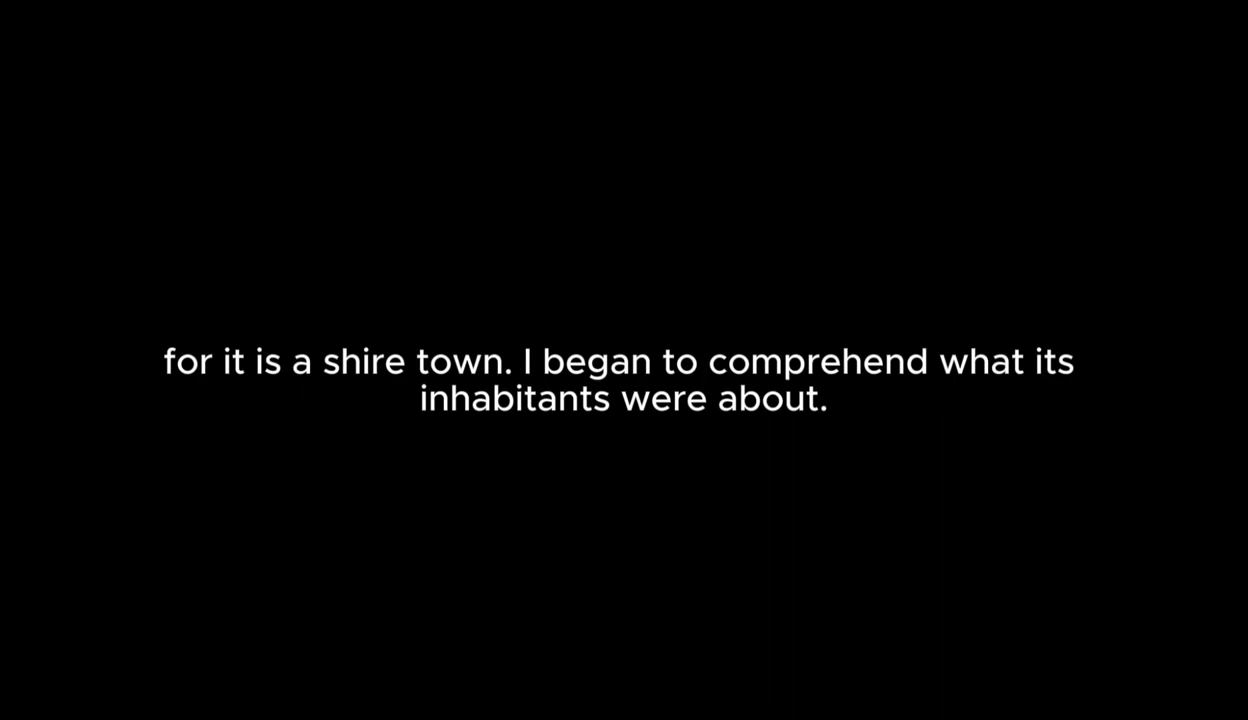 for it is a shire town. I began to comprehend what its
inhabitants were about.